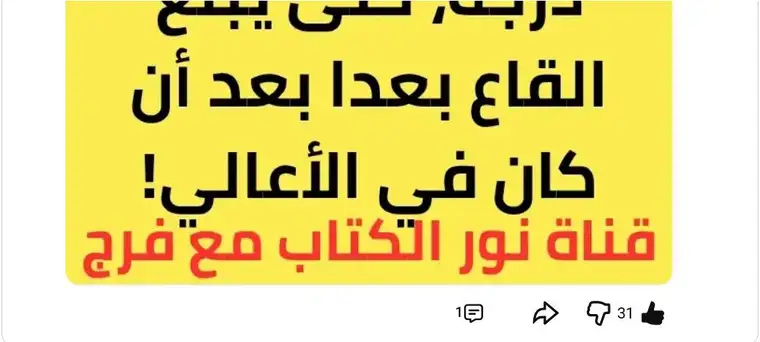 القاع بعدا بعد أن
كان في الأعالي!
قناة نور الكتاب مع فرج
31
1